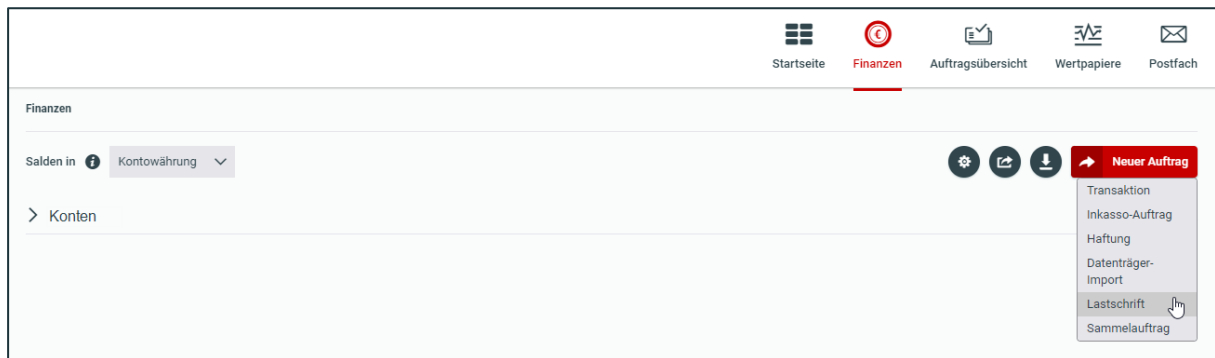 Startseite
Finanzen
Auftragsübersicht
Wertpapiere
Postfach
Finanzen
Salden in
Kontowährung
Neuer Auftrag
Konten
Transaktion
Inkasso-Auftrag
Haftung
Datenträger-
Import
Lastschrift
Sammelauftrag